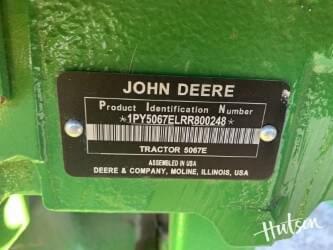 JOHN DEERE
Product Identification Number
*1PY5067ELRR800248*
TRACTOR 5067E
ASSEMBLED IN USA
DEERE & COMPANY, MOLINE, ILLINOIS, USA
Hutson